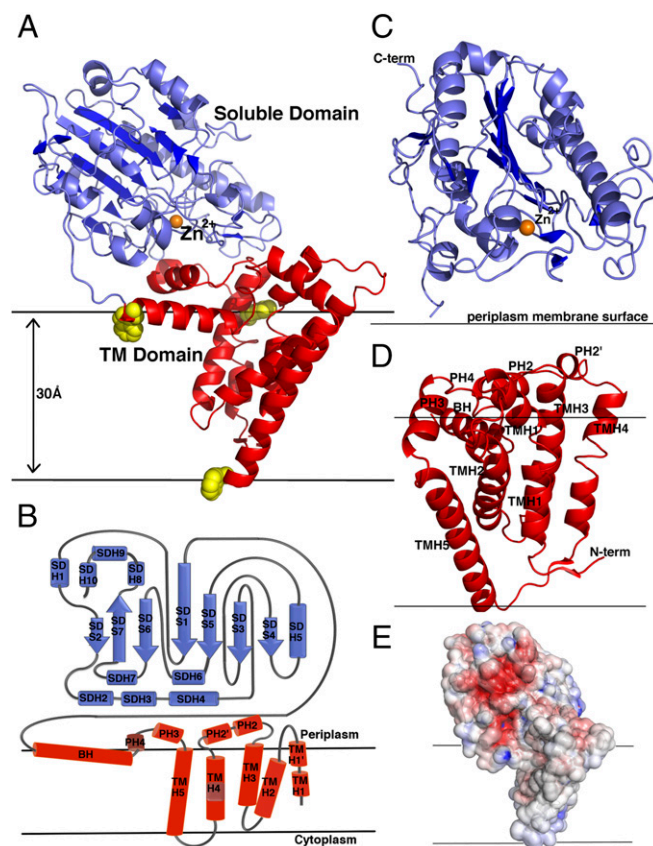 A
Soluble Domain
Zn2+
TM Domain
30Å
B
SD H1
SD H10
SDH9
SD H8
SD S2
SD S7
SD S6
SD S1
SD S5
SD S3
SD S4
SD H5
SDH7
SDH6
SDH2
SDH3
SDH4
BH
PH4
PH3
PH2'
PH2
Periplasm
TM H5
TM H4
TM H3
TM H2
TM H1'
TM H1
Cytoplasm
C
C-term
Zn2+
periplasm membrane surface
D
PH2'
PH2
PH4
PH3
BH
TMH3
TMH1'
TMH4
TMH2
TMH1
TMH5
N-term
E